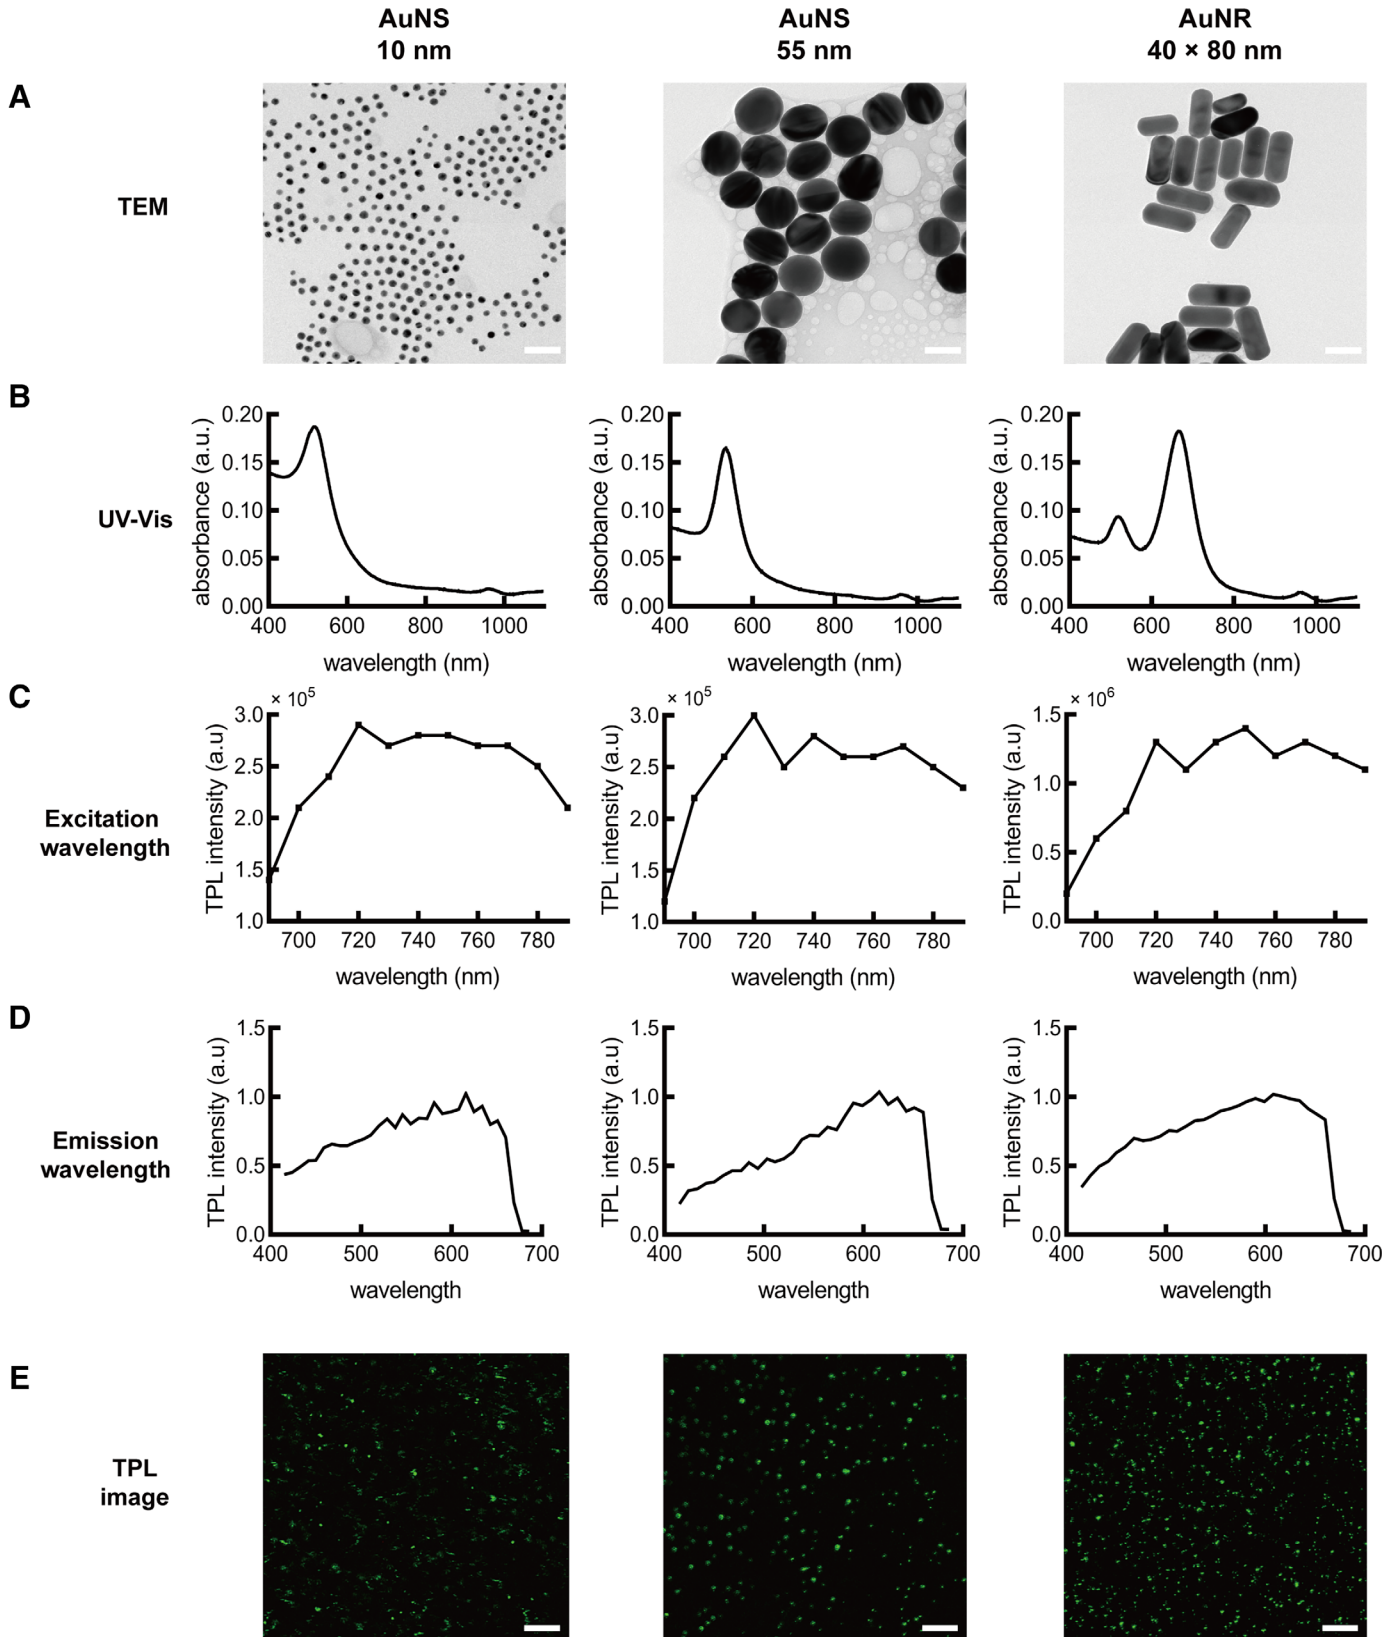 AuNS
10 nm
AuNS
55 nm
AuNR
40 × 80 nm
A
TEM
B
UV-Vis
absorbance (a.u.)
0.20
0.15
0.10
0.05
0.00
400 600 800 1000
wavelength (nm)
absorbance (a.u.)
0.20
0.15
0.10
0.05
0.00
400 600 800 1000
wavelength (nm)
absorbance (a.u.)
0.20
0.15
0.10
0.05
0.00
400 600 800 1000
wavelength (nm)
C
Excitation
wavelength
TPL intensity (a.u)
× 10⁵
3.0
2.5
2.0
1.5
1.0
700 720 740 760 780
wavelength (nm)
TPL intensity (a.u)
× 10⁵
3.0
2.5
2.0
1.5
1.0
700 720 740 760 780
wavelength (nm)
TPL intensity (a.u)
× 10⁶
1.5
1.0
0.5
0.0
700 720 740 760 780
wavelength (nm)
D
Emission
wavelength
TPL intensity (a.u)
1.5
1.0
0.5
0.0
400 500 600 700
wavelength
TPL intensity (a.u)
1.5
1.0
0.5
0.0
400 500 600 700
wavelength
TPL intensity (a.u)
1.5
1.0
0.5
0.0
400 500 600 700
wavelength
E
TPL
image